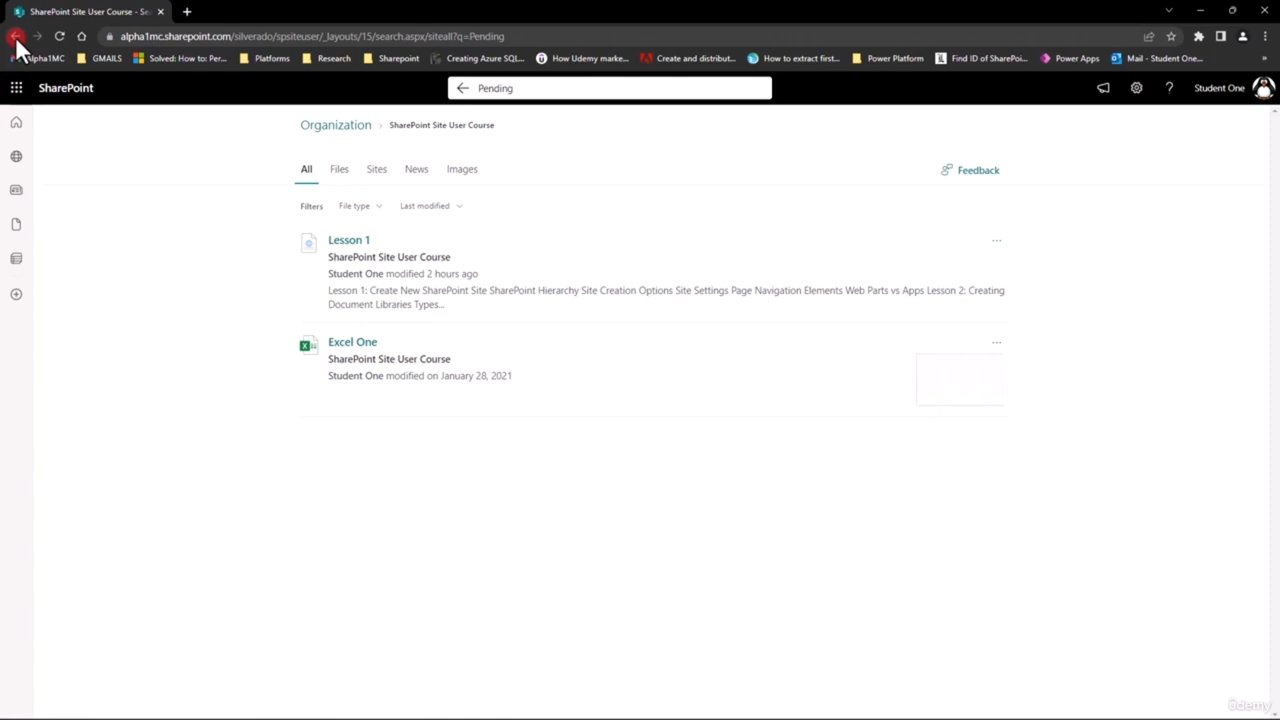 SharePoint Site User Course - Se
alpha1mc.sharepoint.com/silverado/spsiteuser/_layouts/15/search.aspx/siteall?q=Pending
Alpha1MC GMAILS Solved: How to: Per... Platforms Research Sharepoint Creating Azure SQL... How Udemy marke... Create and distribut... How to extract first... Power Platform Find ID of SharePoi... Power Apps Mail - Student One... »
SharePoint Pending ? Student One
Organization > SharePoint Site User Course
All Files Sites News Images Feedback
Filters File type Last modified
Lesson 1 ...
SharePoint Site User Course
Student One modified 2 hours ago
Lesson 1: Create New SharePoint Site SharePoint Hierarchy Site Creation Options Site Settings Page Navigation Elements Web Parts vs Apps Lesson 2: Creating
Document Libraries Types...
Excel One ...
SharePoint Site User Course
Student One modified on January 28, 2021
ûdemy